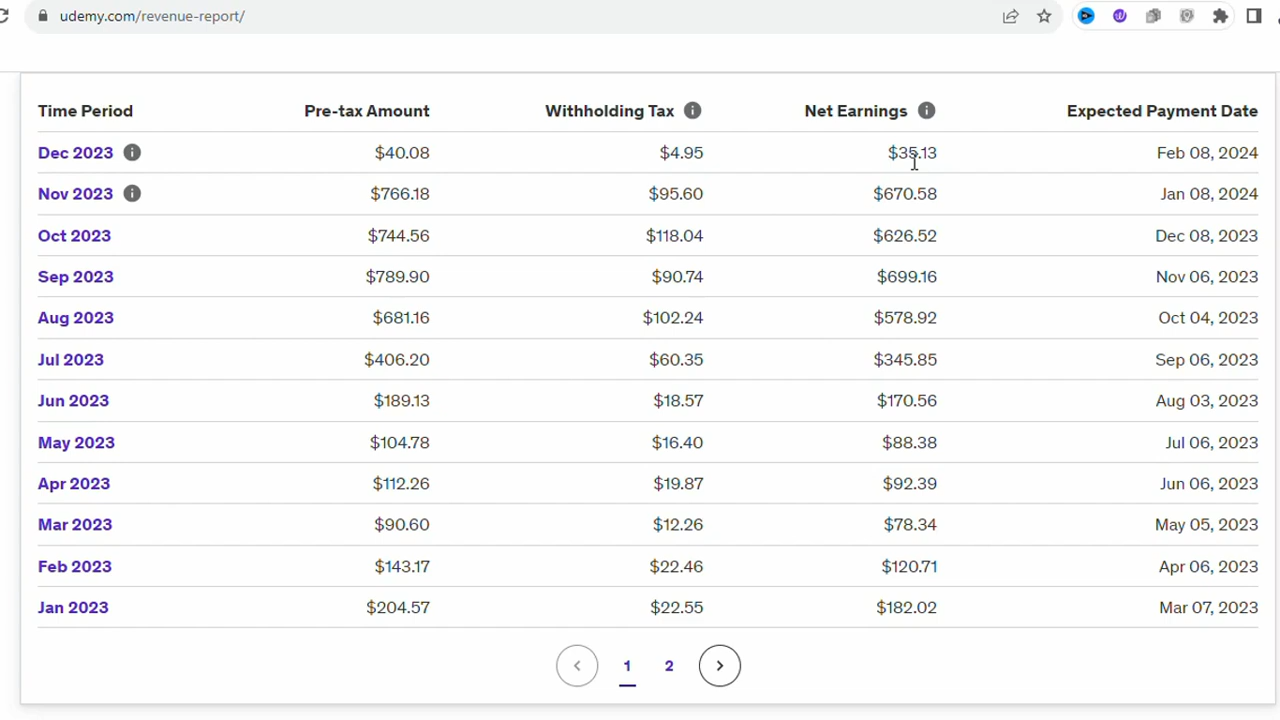 udemy.com/revenue-report/
Time Period Pre-tax Amount Withholding Tax Net Earnings Expected Payment Date
Dec 2023 $40.08 $4.95 $35.13 Feb 08, 2024
Nov 2023 $766.18 $95.60 $670.58 Jan 08, 2024
Oct 2023 $744.56 $118.04 $626.52 Dec 08, 2023
Sep 2023 $789.90 $90.74 $699.16 Nov 06, 2023
Aug 2023 $681.16 $102.24 $578.92 Oct 04, 2023
Jul 2023 $406.20 $60.35 $345.85 Sep 06, 2023
Jun 2023 $189.13 $18.57 $170.56 Aug 03, 2023
May 2023 $104.78 $16.40 $88.38 Jul 06, 2023
Apr 2023 $112.26 $19.87 $92.39 Jun 06, 2023
Mar 2023 $90.60 $12.26 $78.34 May 05, 2023
Feb 2023 $143.17 $22.46 $120.71 Apr 06, 2023
Jan 2023 $204.57 $22.55 $182.02 Mar 07, 2023
1 2